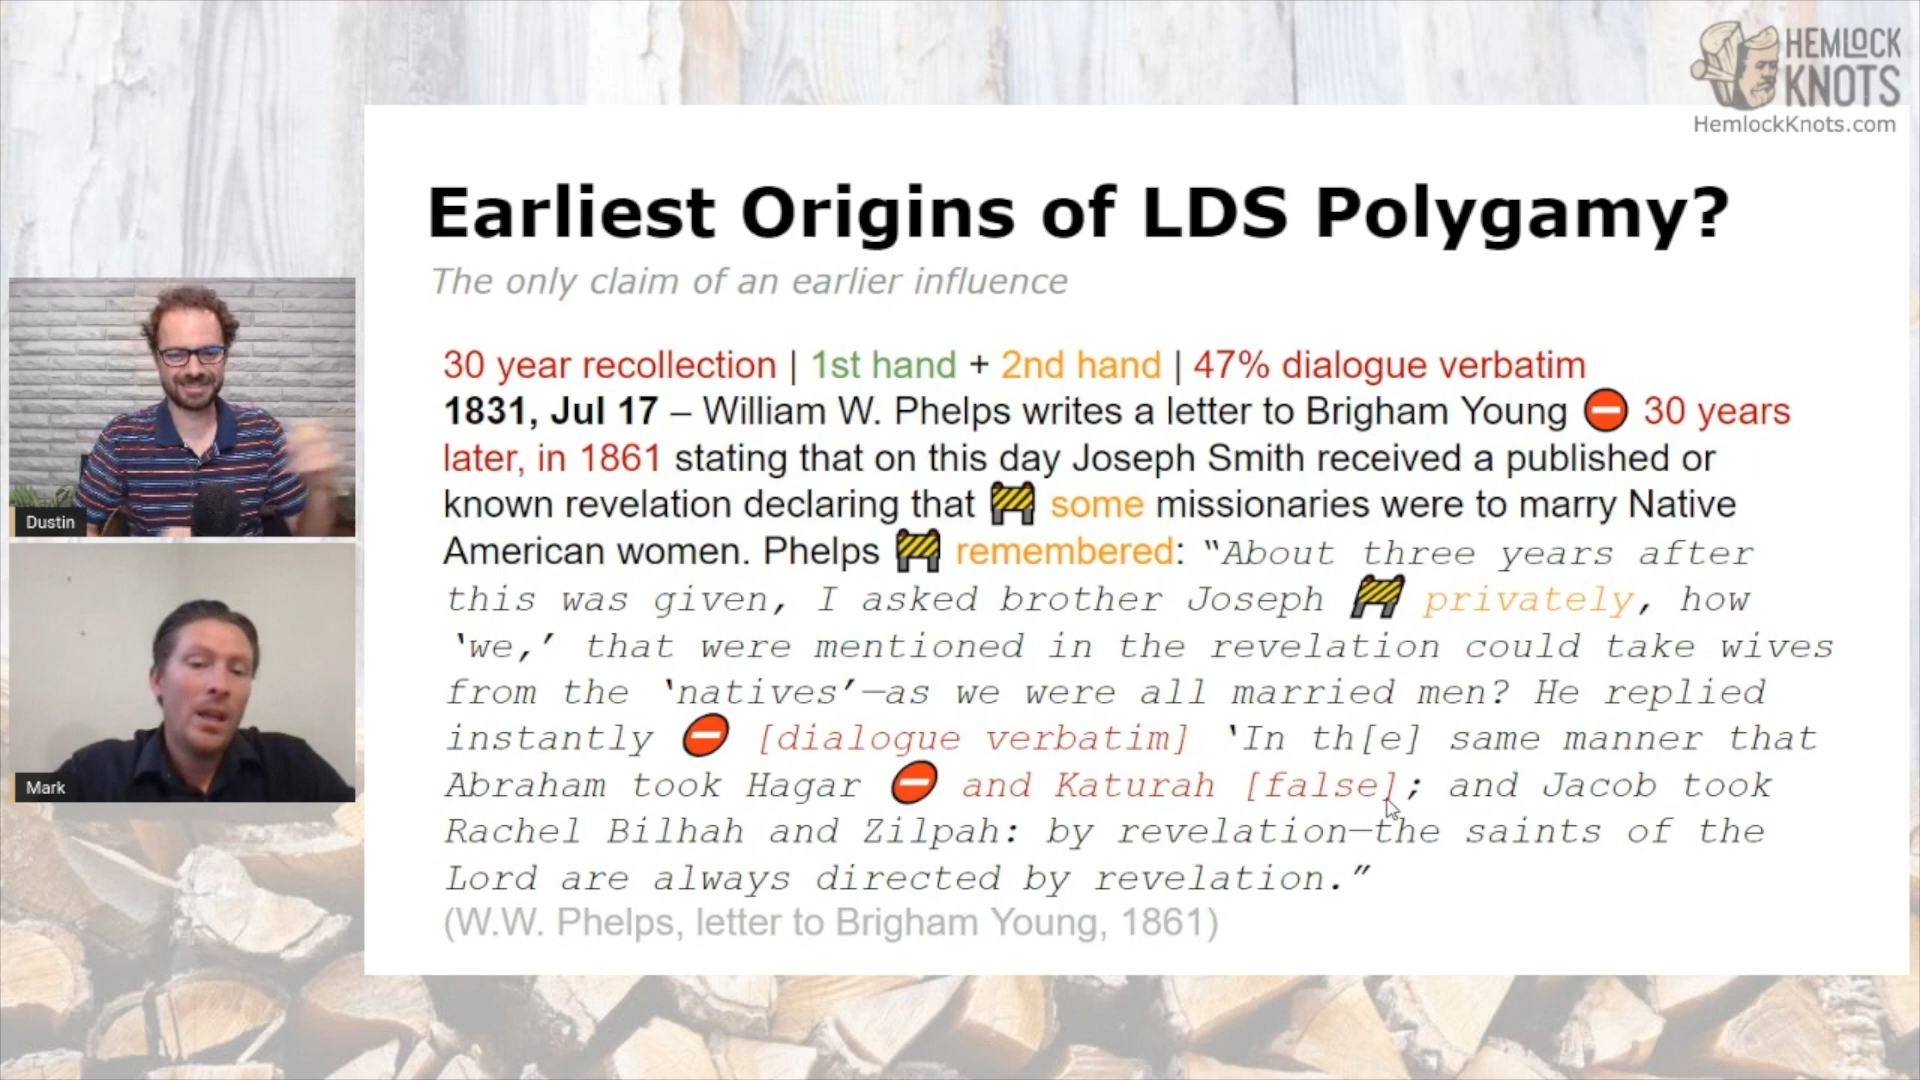 HEMLOCK
KNOTS
HemlockKnots.com
Earliest Origins of LDS Polygamy?
The only claim of an earlier influence
30 year recollection | 1st hand + 2nd hand | 47% dialogue verbatim
1831, Jul 17 – William W. Phelps writes a letter to Brigham Young ⛔ 30 years
later, in 1861 stating that on this day Joseph Smith received a published or
known revelation declaring that 🚧 some missionaries were to marry Native
American women. Phelps 🚧 remembered: “About three years after
this was given, I asked brother Joseph 🚧 privately, how
‘we,’ that were mentioned in the revelation could take wives
from the ‘natives’—as we were all married men? He replied
instantly ⛔ [dialogue verbatim] ‘In th[e] same manner that
Abraham took Hagar ⛔ and Katurah [false]; and Jacob took
Rachel Bilhah and Zilpah: by revelation—the saints of the
Lord are always directed by revelation.”
(W.W. Phelps, letter to Brigham Young, 1861)
Dustin
Mark